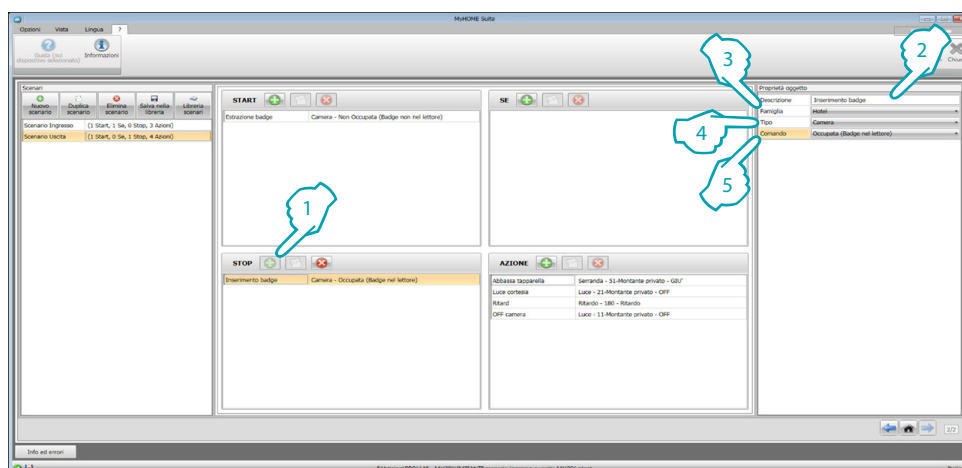 MyHOME Suite
Opzioni Vista Lingua ?
Guida (sul dispositivo selezionato)
Informazioni
Chiudi
Scenari
Nuovo scenario
Duplica scenario
Elimina scenario
Salva nella libreria
Libreria scenari
Scenario Ingresso (1 Start, 1 Se, 0 Stop, 3 Azioni)
Scenario Uscita (1 Start, 0 Se, 1 Stop, 4 Azioni)
START
Estrazione badge Camera - Non Occupata (Badge non nel lettore)
SE
STOP
Inserimento badge Camera - Occupata (Badge nel lettore)
AZIONE
Abbassa tapparella Serranda - 51-Montante privato - GIU'
Luce cortesia Luce - 21-Montante privato - OFF
Ritard Ritardo - 180 - Ritardo
OFF camera Luce - 11-Montante privato - OFF
Proprietà oggetto
Descrizione Inserimento badge
Famiglia Hotel
Tipo Camera
Comando Occupata (Badge nel lettore)
1
2
3
4
5
2/2
Info ed errori